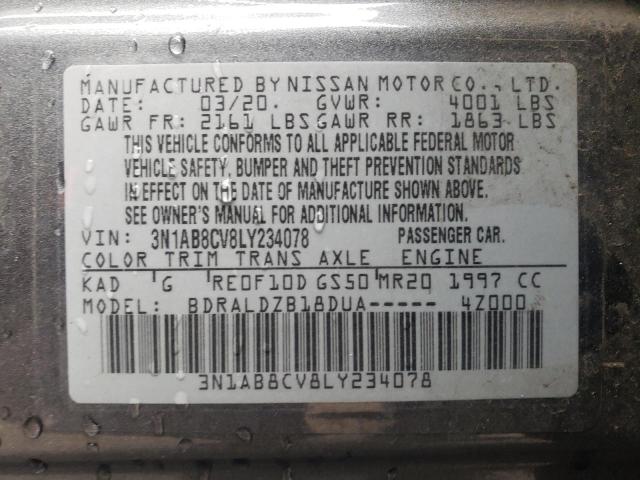 MANUFACTURED BY NISSAN MOTOR CO., LTD.
DATE: 03/20. GVWR: 4001 LBS
GAWR FR: 2161 LBS GAWR RR: 1863 LBS
THIS VEHICLE CONFORMS TO ALL APPLICABLE FEDERAL MOTOR
VEHICLE SAFETY, BUMPER AND THEFT PREVENTION STANDARDS
IN EFFECT ON THE DATE OF MANUFACTURE SHOWN ABOVE.
SEE OWNER'S MANUAL FOR ADDITIONAL INFORMATION.
VIN: 3N1AB8CV8LY234078 PASSENGER CAR.
COLOR TRIM TRANS AXLE ENGINE
KAD G RE0F10D GS50 MR20 1997 CC
MODEL: BDRALDZB18DUA----- 4Z000
3N1AB8CV8LY234078